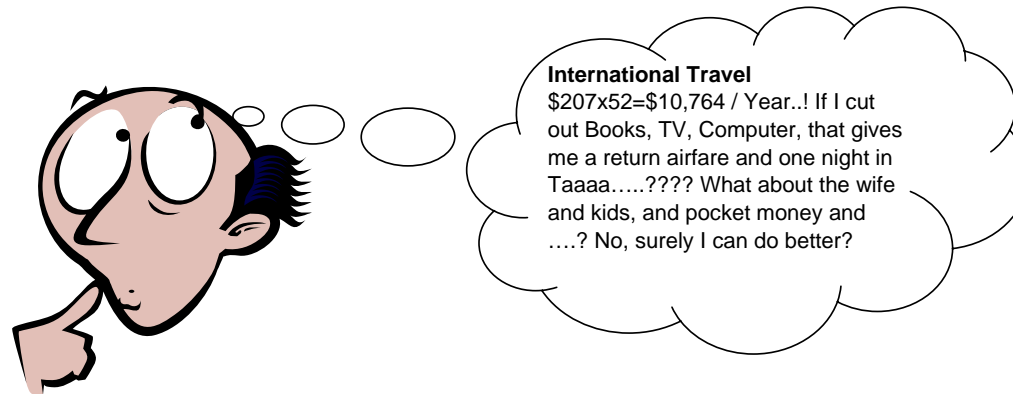 International Travel
$207x52=$10,764 / Year..! If I cut
out Books, TV, Computer, that gives
me a return airfare and one night in
Taaaa…..???? What about the wife
and kids, and pocket money and
….? No, surely I can do better?